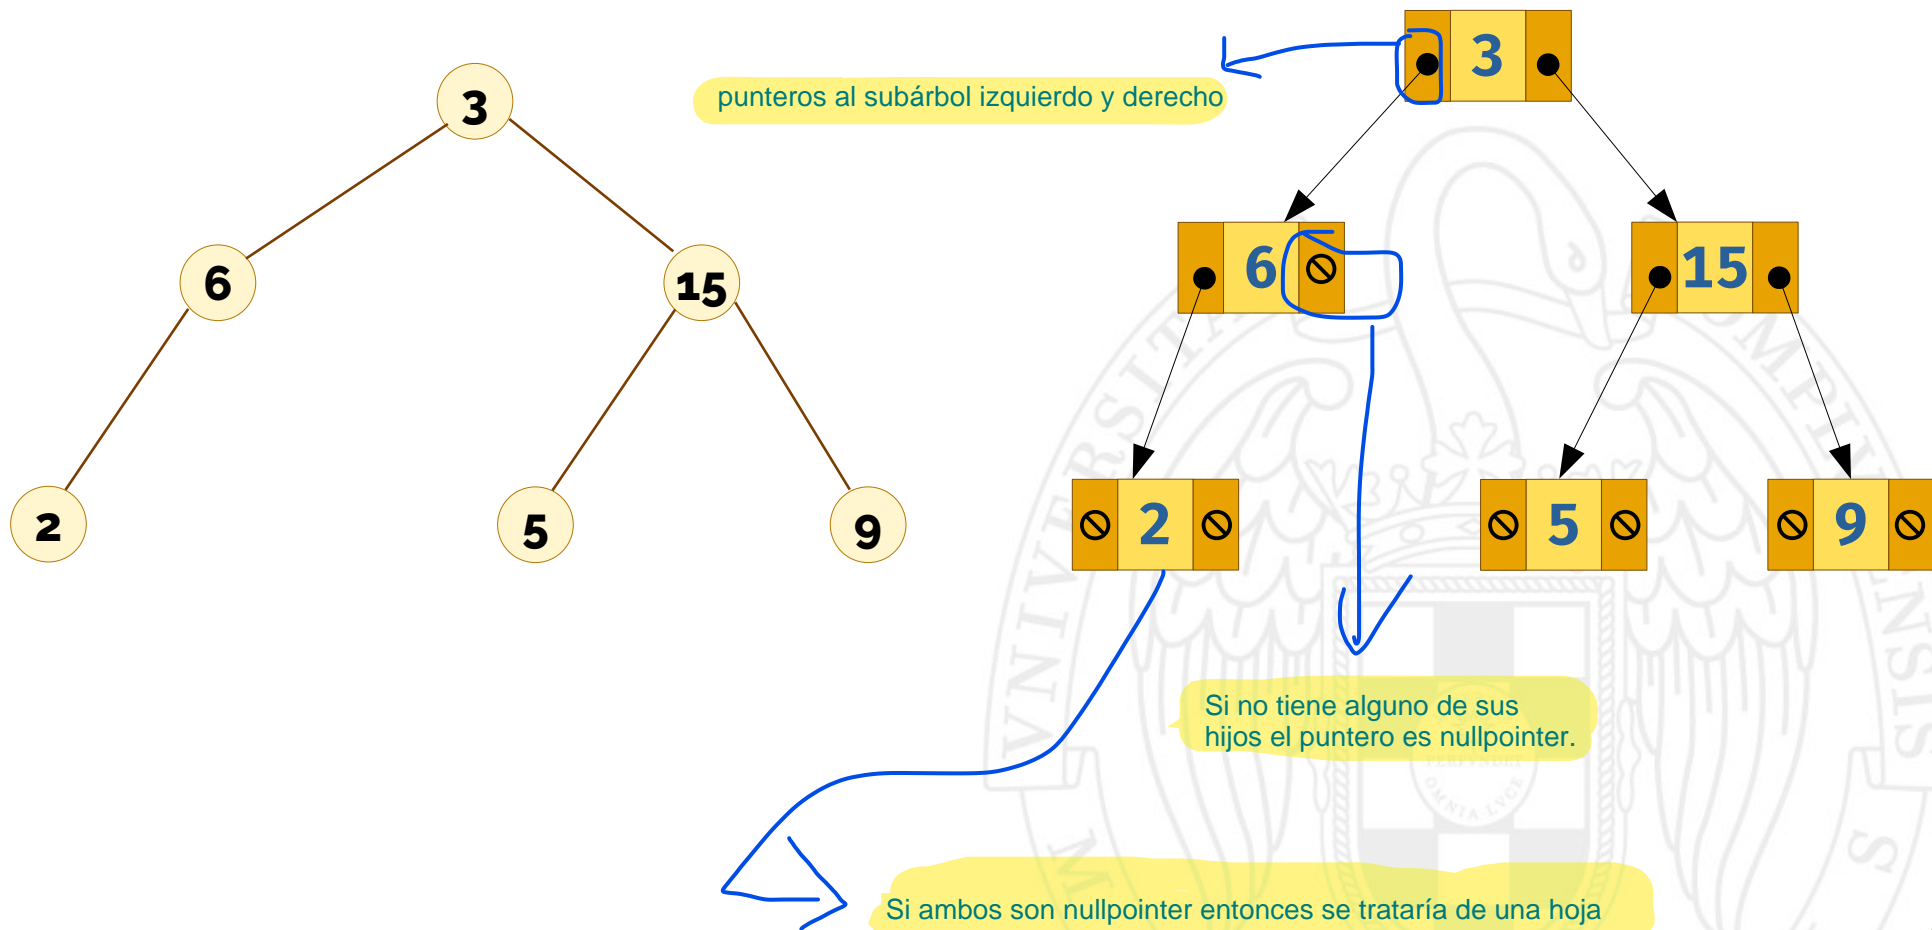 3
punteros al subárbol izquierdo y derecho
3
6
15
6
15
2
5
9
2
5
9
Si no tiene alguno de sus
hijos el puntero es nullpointer.
Si ambos son nullpointer entonces se trataría de una hoja
OMNIA LVCE